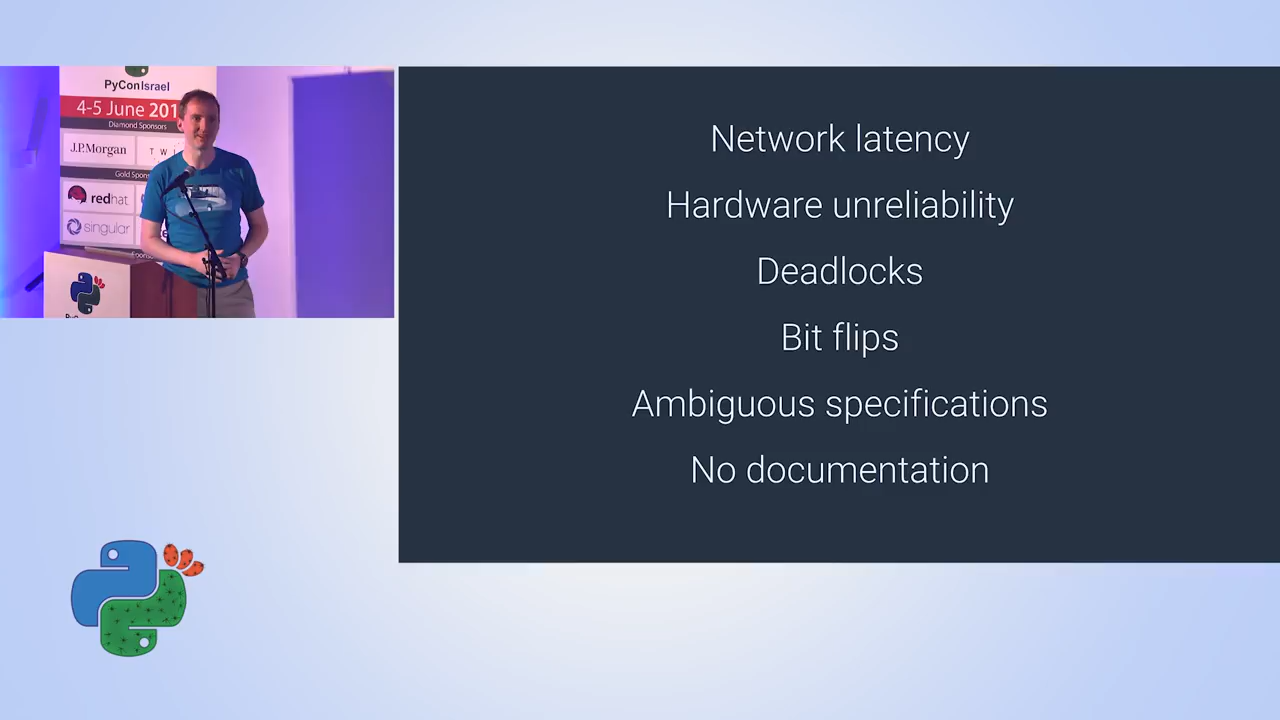 PyConIsrael
4-5 June 201
Diamond Sponsors
J.P.Morgan
Gold
redhat
singular
Network latency
Hardware unreliability
Deadlocks
Bit flips
Ambiguous specifications
No documentation